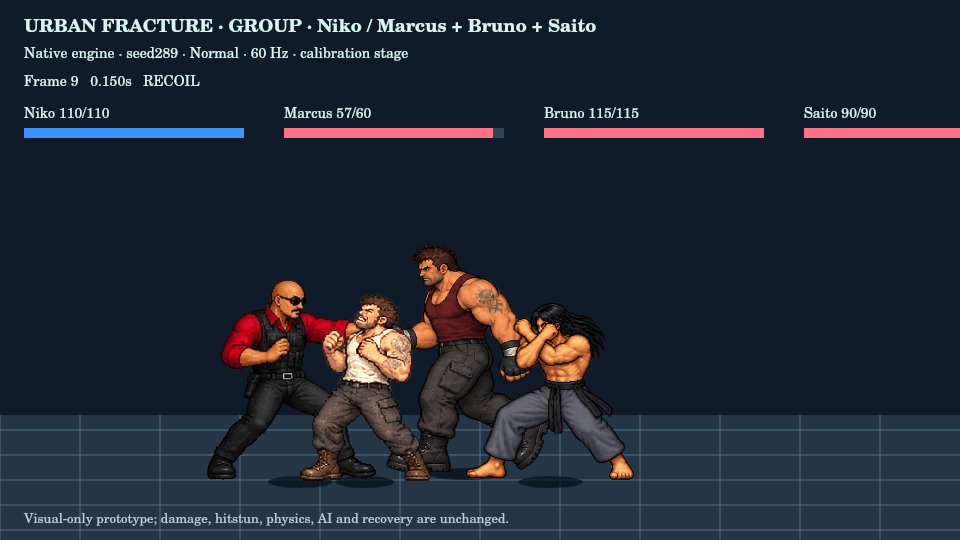 URBAN FRACTURE · GROUP · Niko / Marcus + Bruno + Saito
Native engine · seed289 · Normal · 60 Hz · calibration stage
Frame 9 0.150s RECOIL
Niko 110/110 Marcus 57/60 Bruno 115/115 Saito 90/90
Visual-only prototype; damage, hitstun, physics, AI and recovery are unchanged.